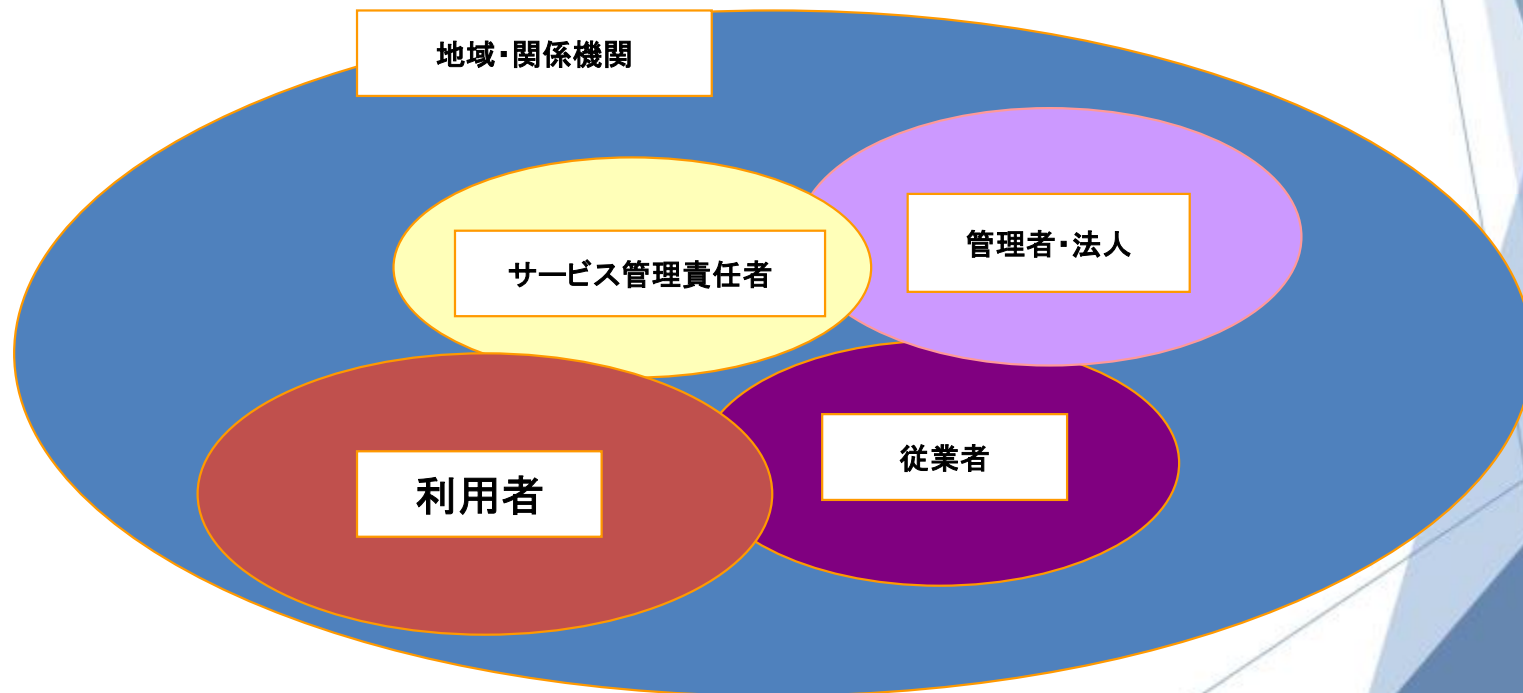 地域・関係機関
管理者・法人
サービス管理責任者
従業者
利用者